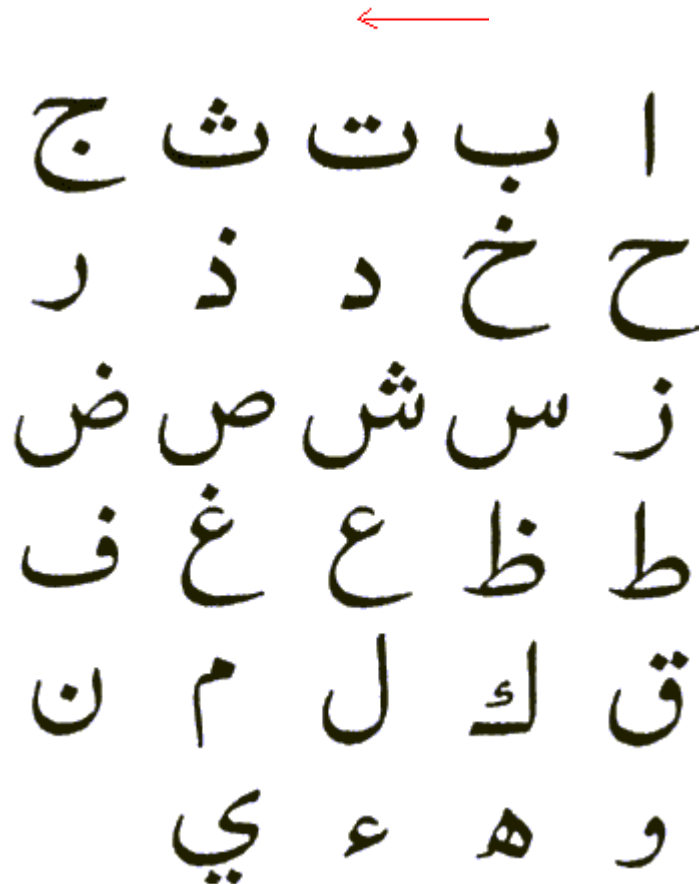 ا ب ت ث ج
ح خ د ذ ر
ز س ش ص ض
ط ظ ع غ ف
ق ك ل م ن
و ه ء ي